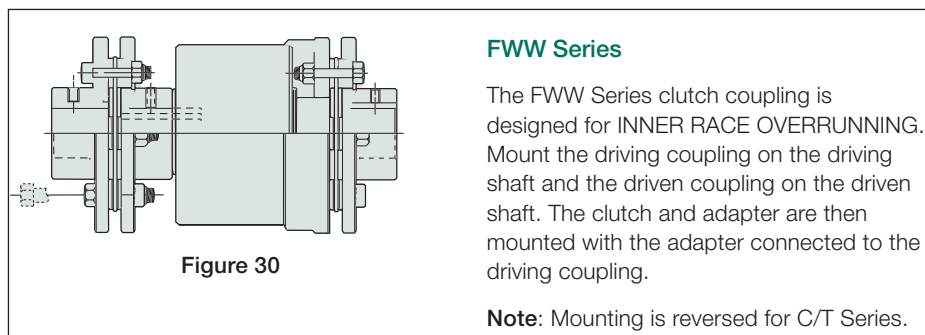 Figure 30
FWW Series
The FWW Series clutch coupling is
designed for INNER RACE OVERRUNNING.
Mount the driving coupling on the driving
shaft and the driven coupling on the driven
shaft. The clutch and adapter are then
mounted with the adapter connected to the
driving coupling.
Note: Mounting is reversed for C/T Series.